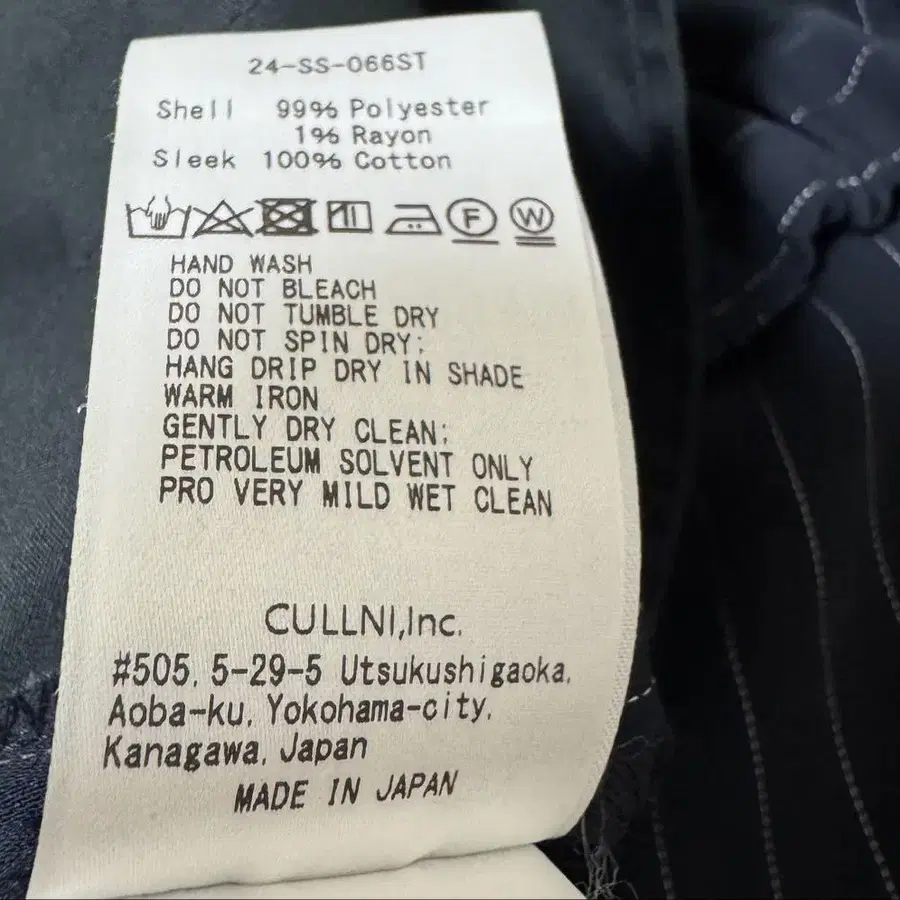 24-SS-066ST
Shell 99% Polyester
1% Rayon
Sleek 100% Cotton
F W
HAND WASH
DO NOT BLEACH
DO NOT TUMBLE DRY
DO NOT SPIN DRY:
HANG DRIP DRY IN SHADE
WARM IRON
GENTLY DRY CLEAN:
PETROLEUM SOLVENT ONLY
PRO VERY MILD WET CLEAN
CULLNI,Inc.
#505, 5-29-5 Utsukushigaoka,
Aoba-ku, Yokohama-city,
Kanagawa, Japan
MADE IN JAPAN